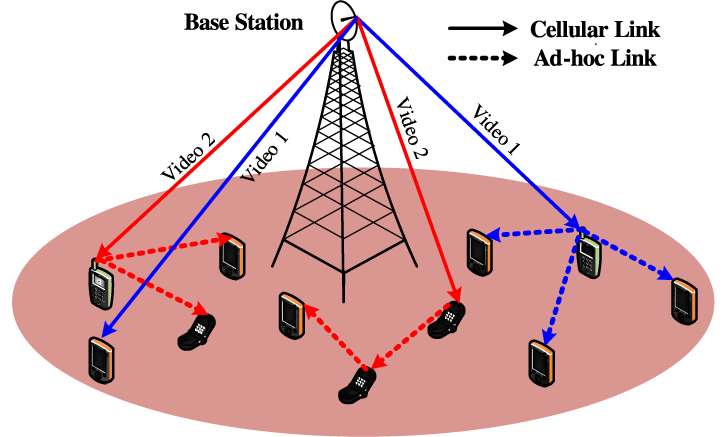 Base Station
Cellular Link
Ad-hoc Link
Video 2
Video 1
Video 2
Video 1